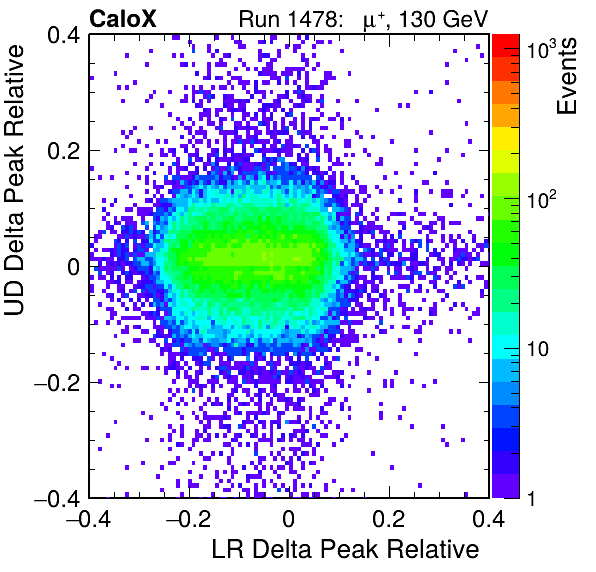 CaloX Run 1478: μ⁺, 130 GeV
0.4
0.2
0
−0.2
−0.4
UD Delta Peak Relative
−0.4 −0.2 0 0.2 0.4
LR Delta Peak Relative
10³
10²
10
1
Events